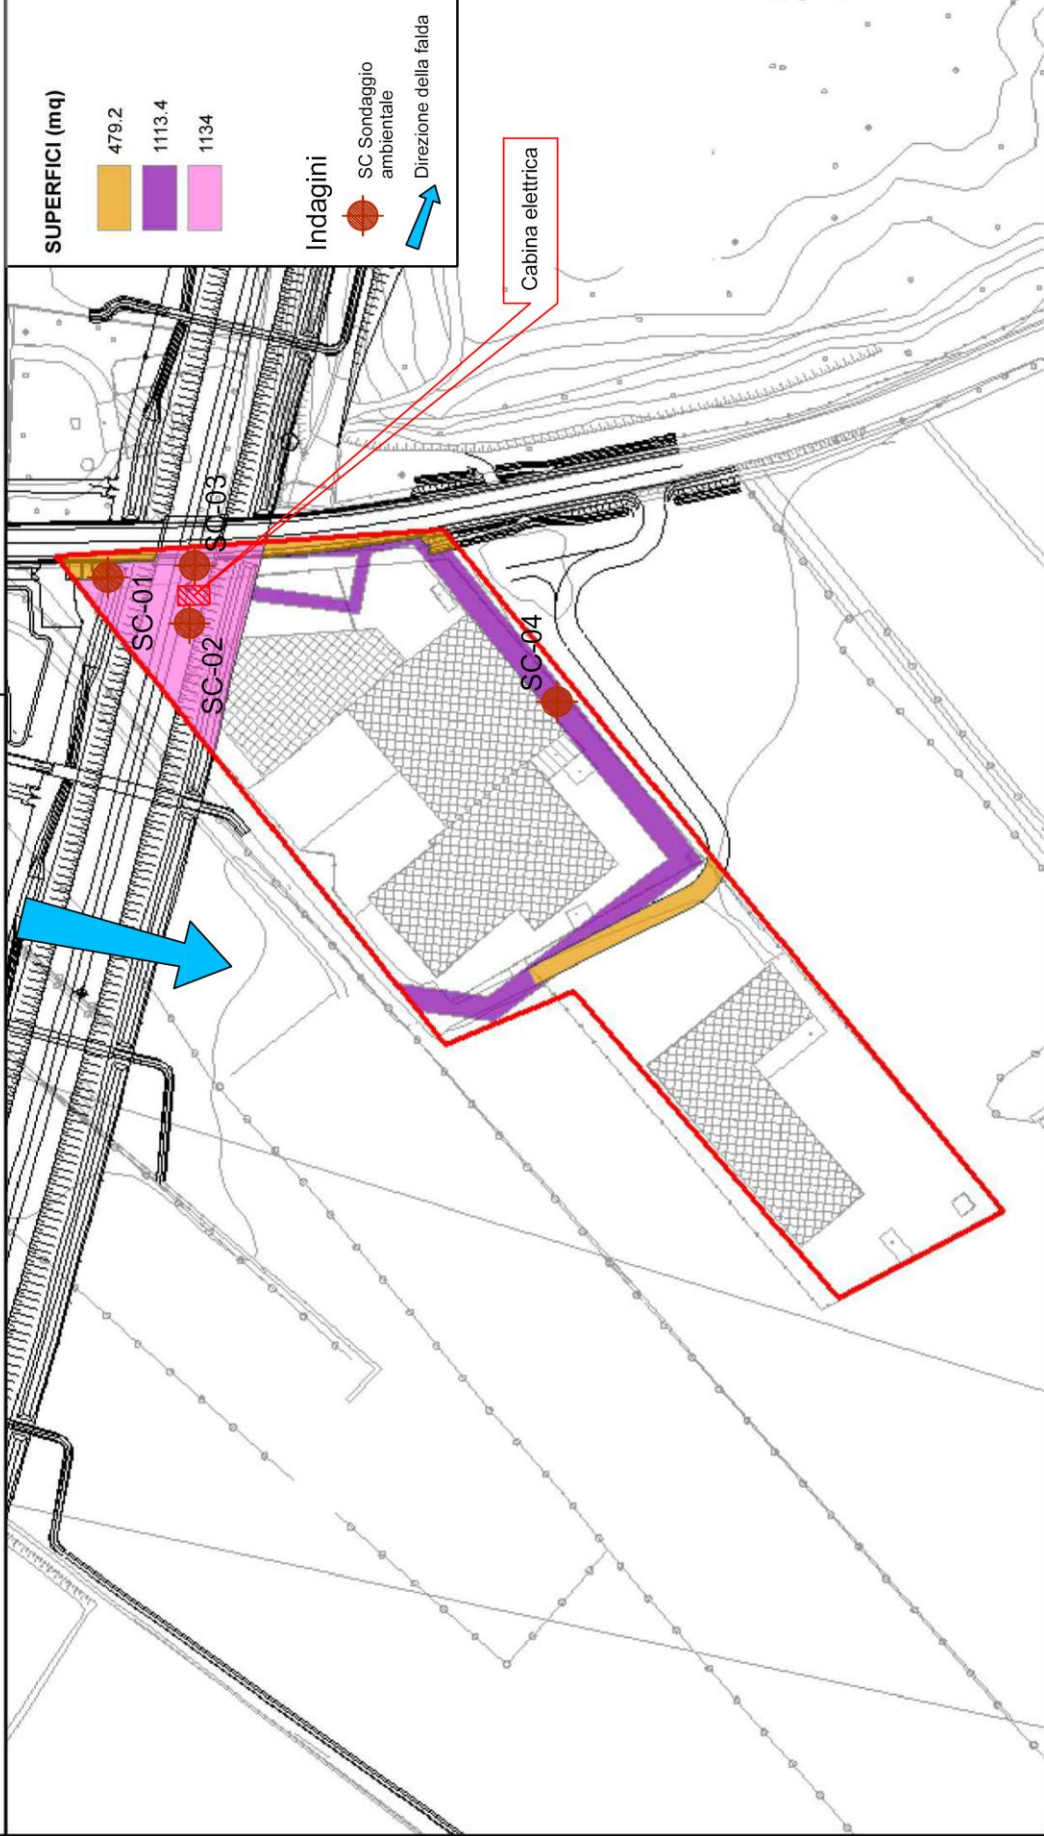 SUPERFICI (mq)
479.2
1113.4
1134
Indagini
SC Sondaggio
ambientale
Direzione della falda
Cabina elettrica
SC-01
SC-02
SC-03
SC-04